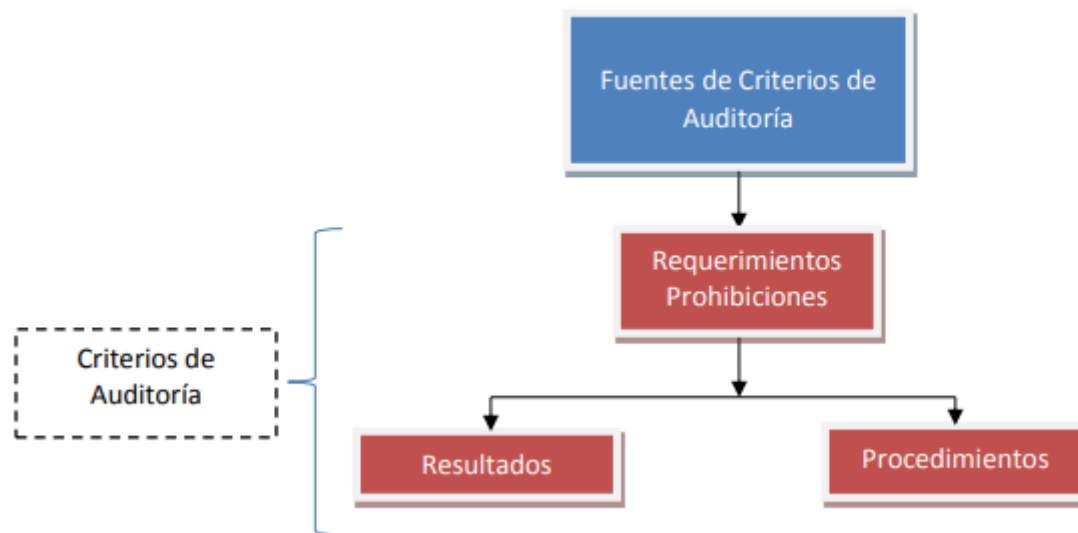 Fuentes de Criterios de
Auditoría
Requerimientos
Prohibiciones
Criterios de
Auditoría
Resultados
Procedimientos